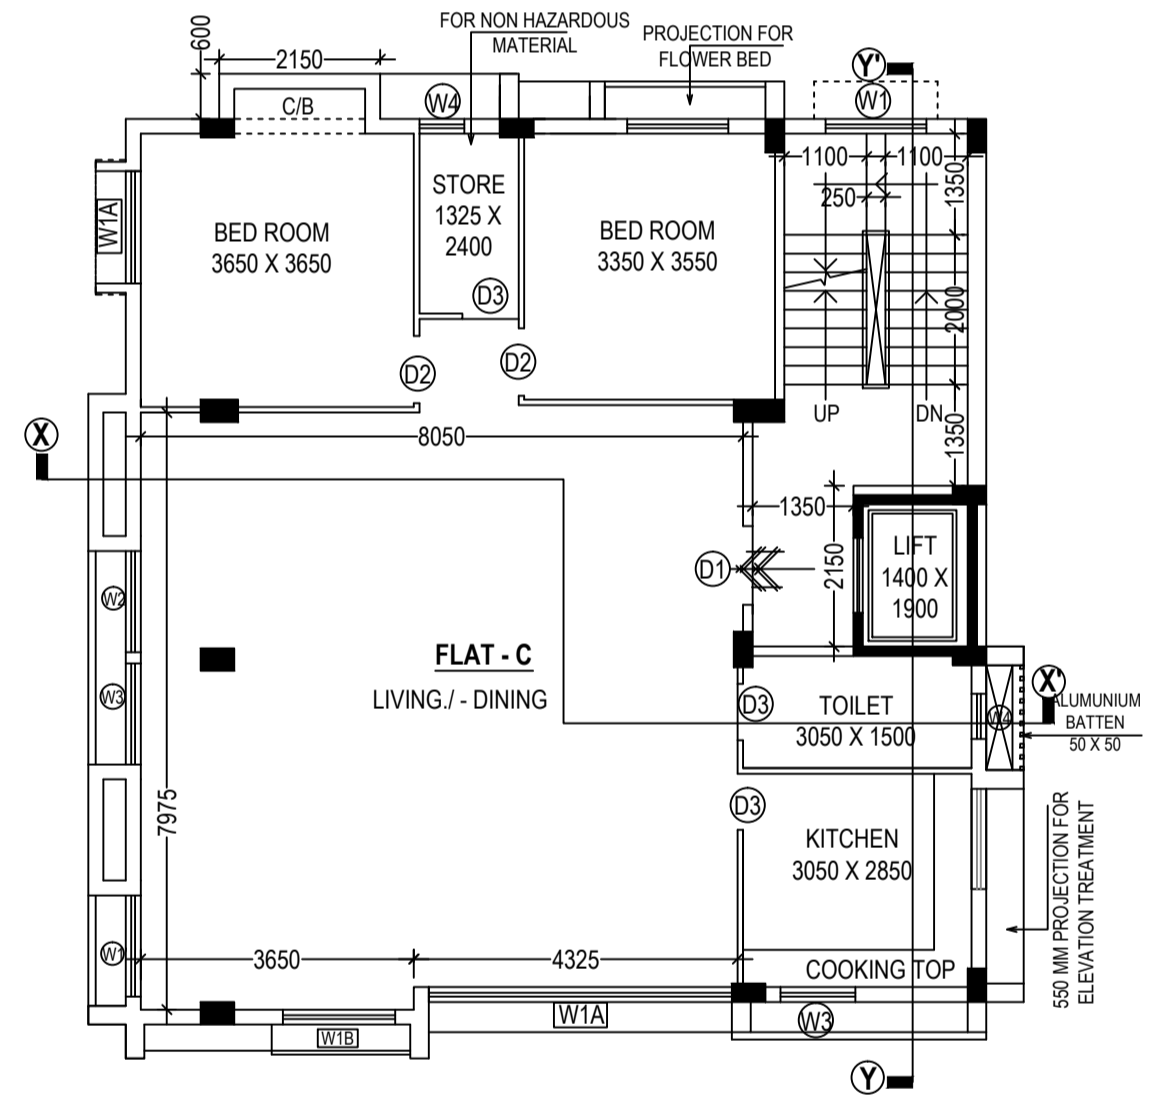 FOR NON HAZARDOUS
MATERIAL
PROJECTION FOR
FLOWER BED
600
2150
C/B
W4
Y'
W1
1100
1100
250
1350
W1A
STORE
1325 X
2400
BED ROOM
3650 X 3650
BED ROOM
3350 X 3550
D3
2000
D2
D2
UP
DN
1350
X
8050
1350
D1
2150
LIFT
1400 X
1900
W2
W3
FLAT - C
LIVING./ - DINING
D3
TOILET
3050 X 1500
W4
X'
ALUMUNIUM
BATTEN
50 X 50
7975
D3
KITCHEN
3050 X 2850
550 MM PROJECTION FOR
ELEVATION TREATMENT
W1
3650
4325
COOKING TOP
W1A
W3
W1B
Y